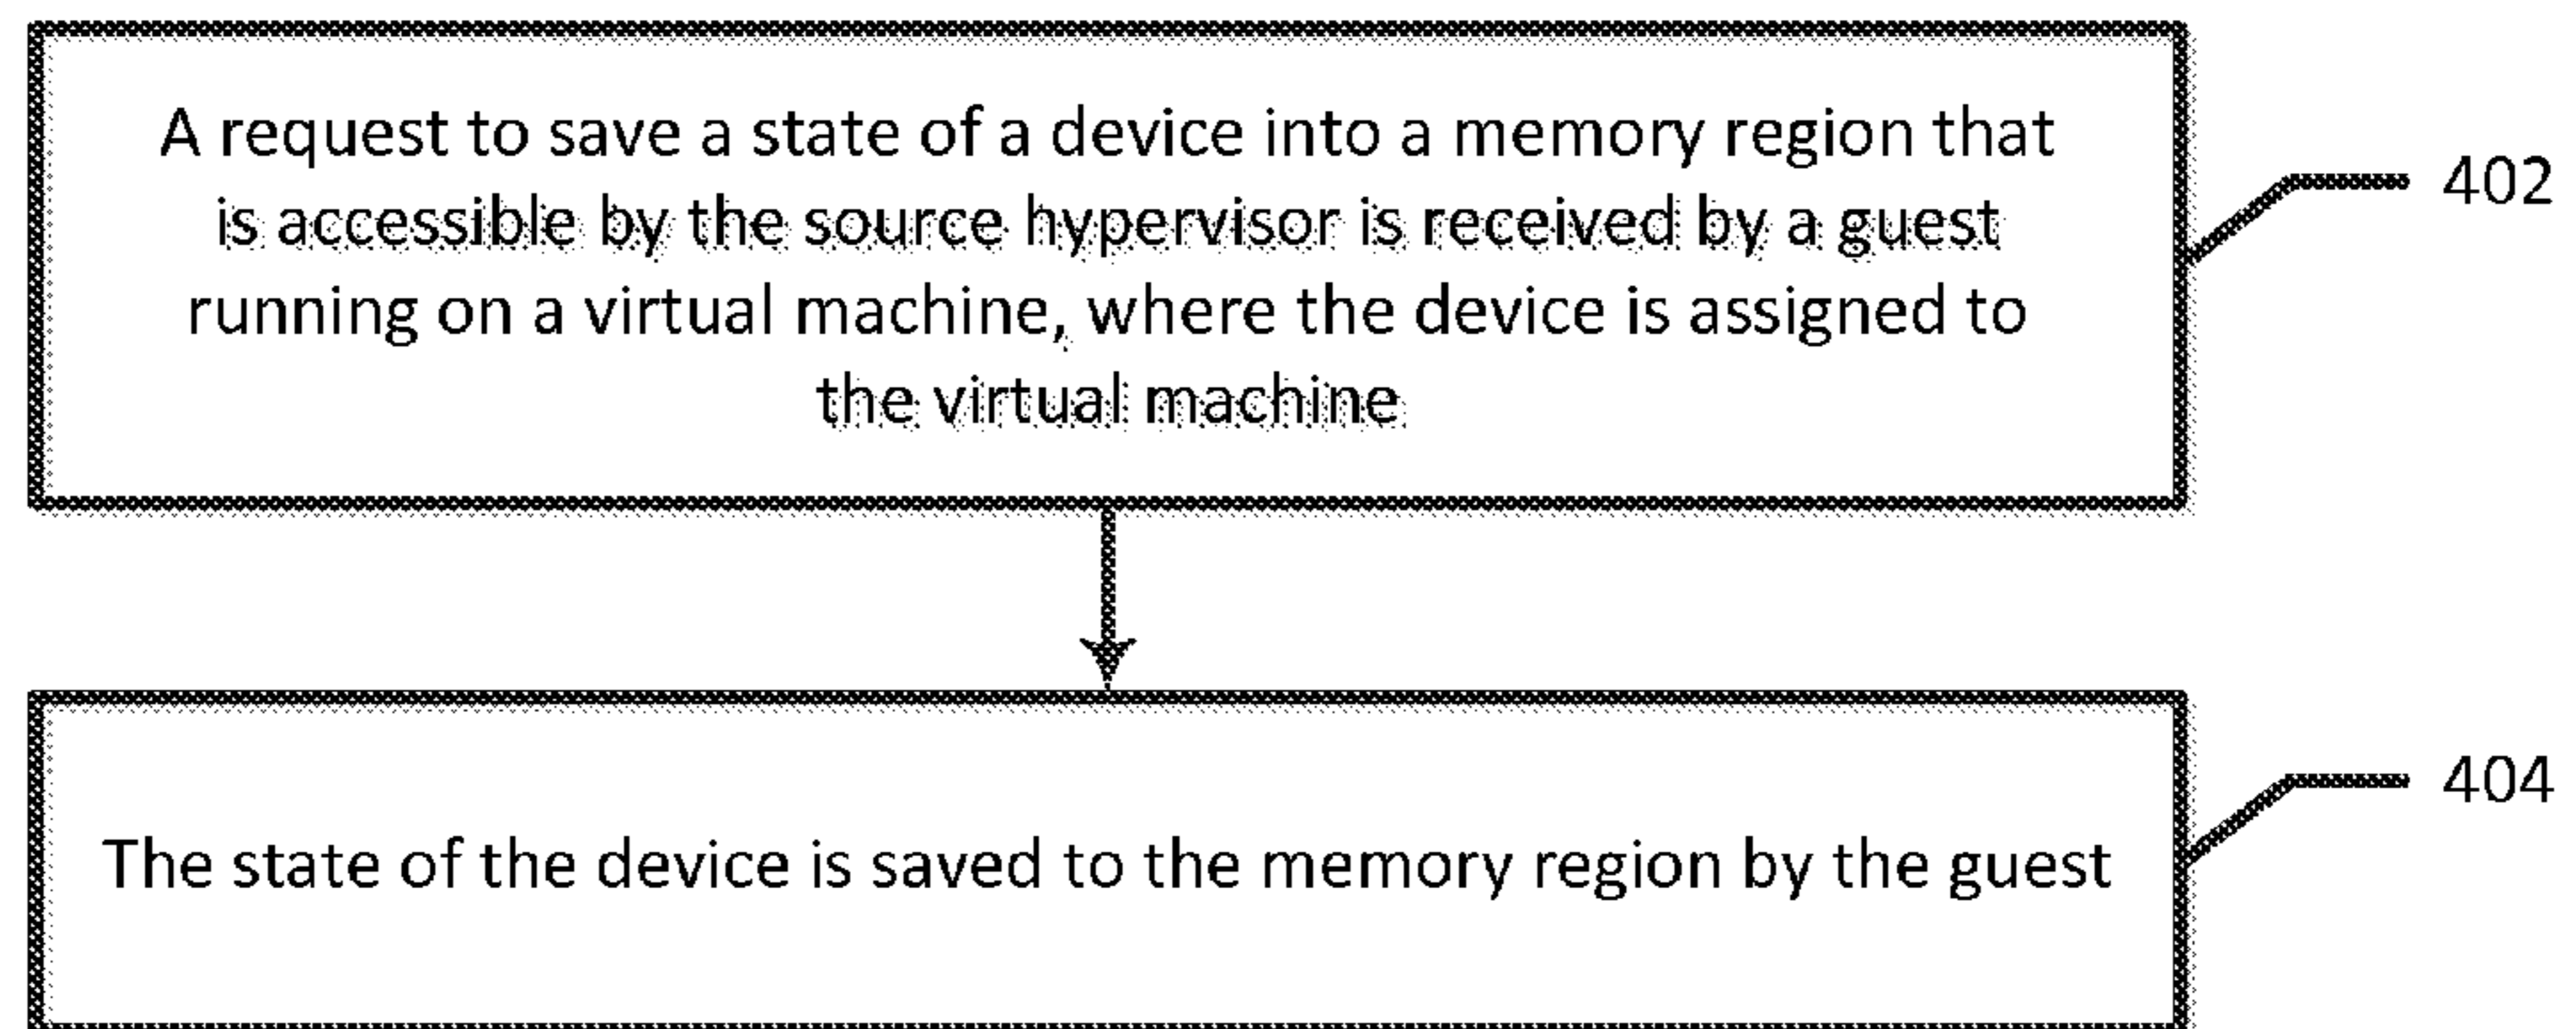 A request to save a state of a device into a memory region that
is accessible by the source hypervisor is received by a guest
running on a virtual machine, where the device is assigned to
the virtual machine
402
The state of the device is saved to the memory region by the guest
404